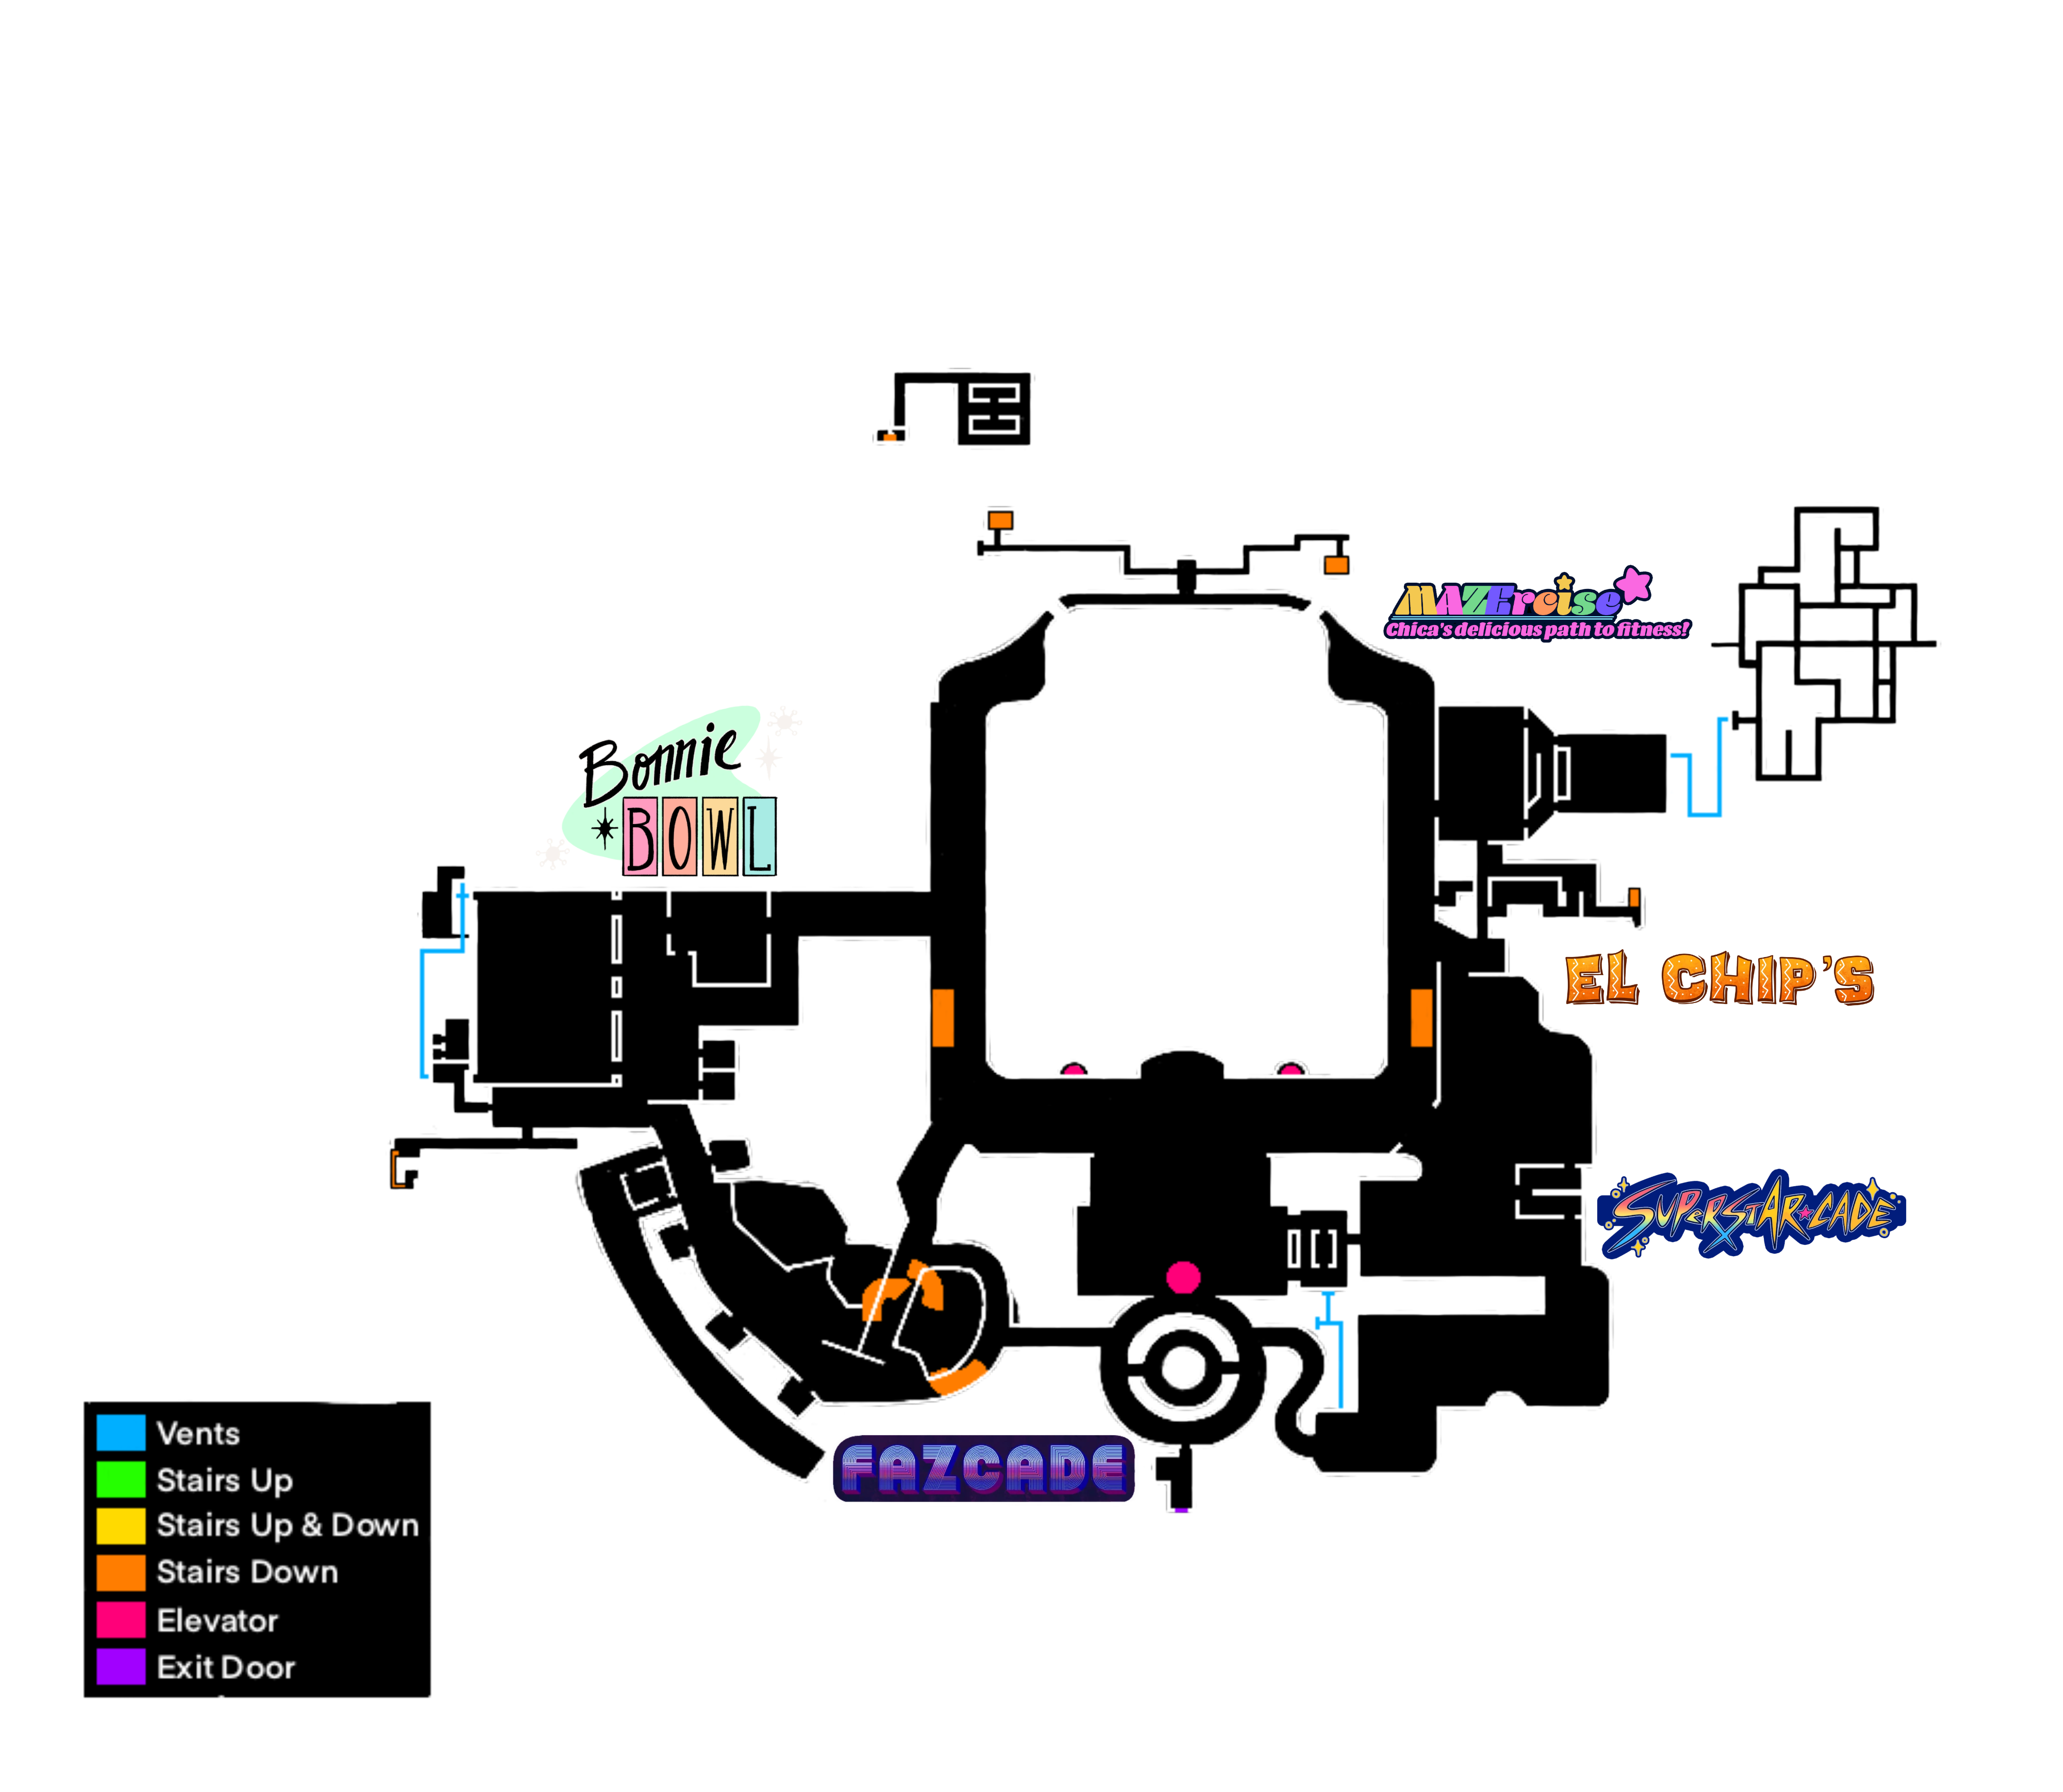 MAZErcise
Chica's delicious path to fitness!
Bonnie
BOWL
EL CHIP'S
SUPERSTAR★CADE
FAZCADE
Vents
Stairs Up
Stairs Up & Down
Stairs Down
Elevator
Exit Door